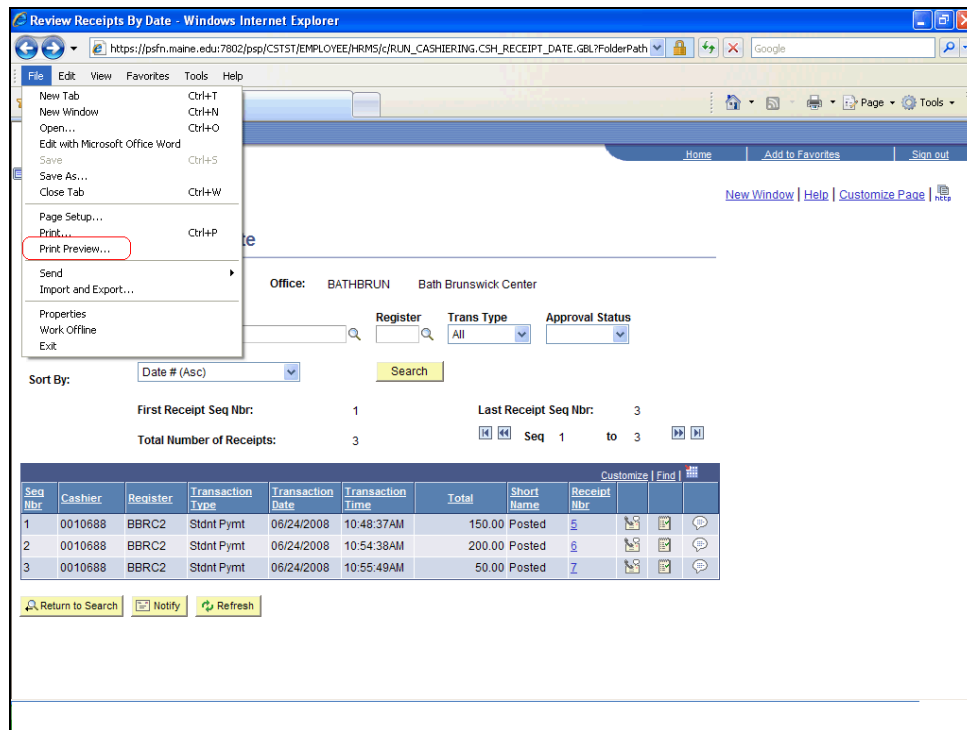 Review Receipts By Date - Windows Internet Explorer
https://psfn.maine.edu:7802/psp/CSTST/EMPLOYEE/HRMS/c/RUN_CASHIERING.CSH_RECEIPT_DATE.GBL?FolderPath Google
File Edit View Favorites Tools Help
New Tab Ctrl+T
New Window Ctrl+N
Page Tools
Open... Ctrl+O
Edit with Microsoft Office Word
Save Ctrl+S
Home Add to Favorites Sign out
Save As...
Close Tab Ctrl+W
New Window | Help | Customize Page | http
Page Setup...
Print... Ctrl+P
Print Preview...
te
Send
Import and Export...
Office: BATHBRUN Bath Brunswick Center
Properties
Work Offline
Exit
Register Trans Type Approval Status
All
Sort By: Date # (Asc) Search
First Receipt Seq Nbr: 1 Last Receipt Seq Nbr: 3
Total Number of Receipts: 3 Seq 1 to 3
Customize | Find |
Seq Nbr Cashier Register Transaction Type Transaction Date Transaction Time Total Short Name Receipt Nbr
1 0010688 BBRC2 Stdnt Pymt 06/24/2008 10:48:37AM 150.00 Posted 5
2 0010688 BBRC2 Stdnt Pymt 06/24/2008 10:54:38AM 200.00 Posted 6
3 0010688 BBRC2 Stdnt Pymt 06/24/2008 10:55:49AM 50.00 Posted 7
Return to Search Notify Refresh